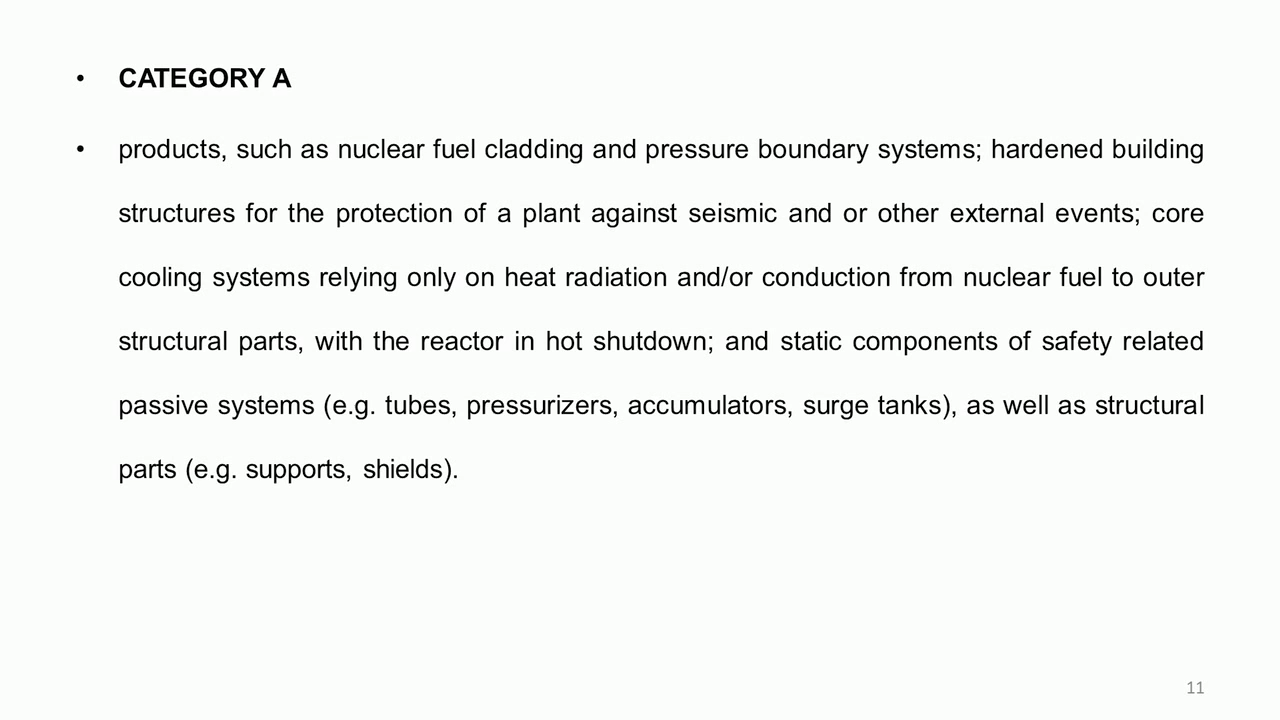 • CATEGORY A
• products, such as nuclear fuel cladding and pressure boundary systems; hardened building
structures for the protection of a plant against seismic and or other external events; core
cooling systems relying only on heat radiation and/or conduction from nuclear fuel to outer
structural parts, with the reactor in hot shutdown; and static components of safety related
passive systems (e.g. tubes, pressurizers, accumulators, surge tanks), as well as structural
parts (e.g. supports, shields).
11